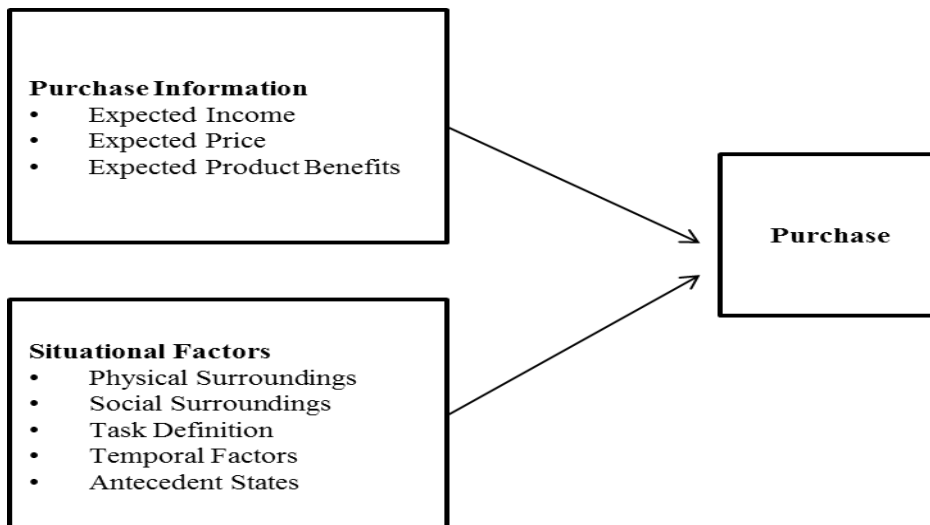 Purchase Information
• Expected Income
• Expected Price
• Expected Product Benefits
Purchase
Situational Factors
• Physical Surroundings
• Social Surroundings
• Task Definition
• Temporal Factors
• Antecedent States